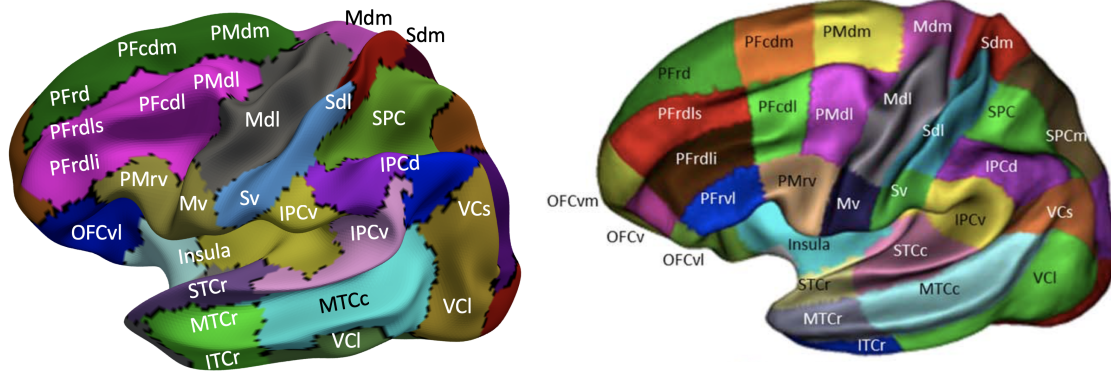 Mdm
Sdm
PFcdm
PMdm
PFrd
PMdl
PFcdl
PFrdls
PFrdli
Mdl
Sdl
SPC
PMrv
Mv
Sv
IPCd
IPCv
VCs
OFCvl
Insula
IPCv
STCr
MTCc
MTCr
VCl
VCl
ITCr
PFcdm
PMdm
Mdm
Sdm
PFrd
PFrdls
PFcdl
PMdl
Mdl
Sdl
SPC
SPCm
PFrdli
IPCd
PFrvl
PMrv
Mv
Sv
IPCv
VCs
OFCvm
OFCv
OFCvl
Insula
STCc
STCr
MTCc
VCl
MTCr
ITCr